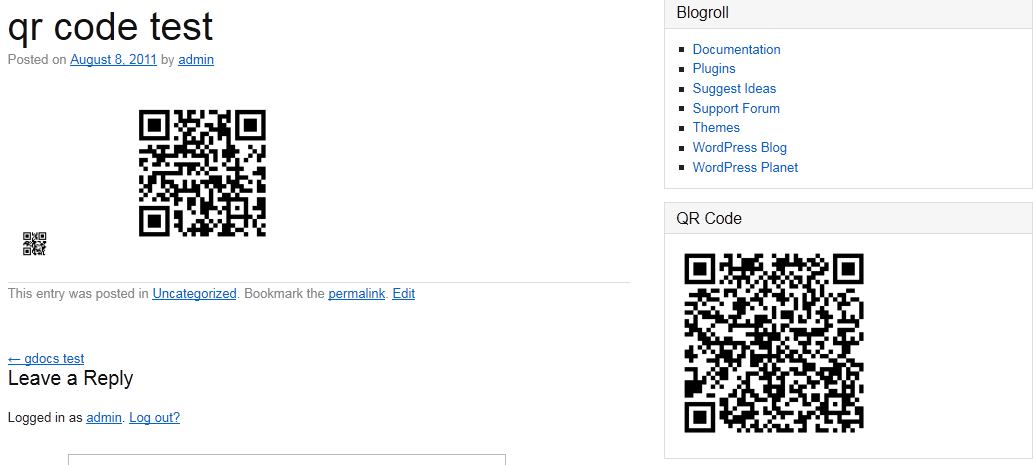 qr code test
Posted on August 8, 2011 by admin
This entry was posted in Uncategorized. Bookmark the permalink. Edit
← gdocs test
Leave a Reply
Logged in as admin. Log out?
Blogroll
Documentation
Plugins
Suggest Ideas
Support Forum
Themes
WordPress Blog
WordPress Planet
QR Code